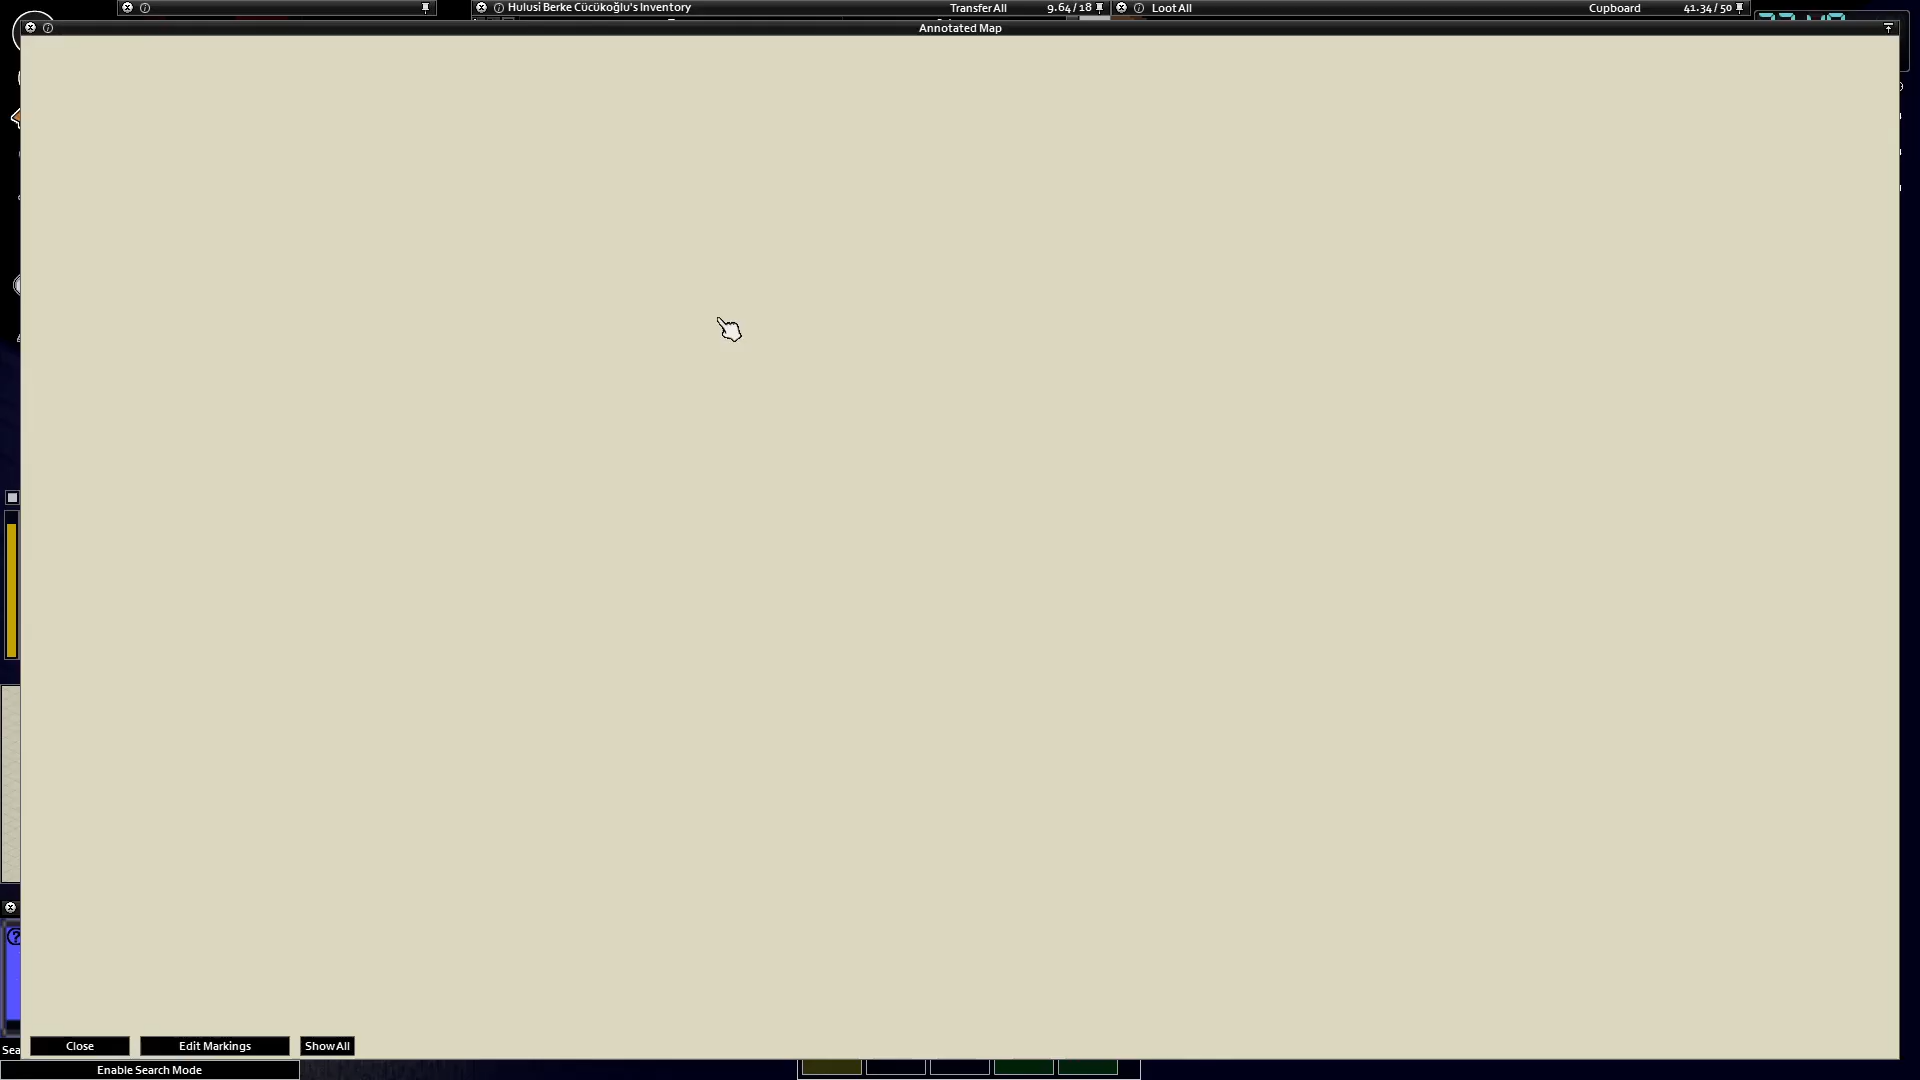 Hulusi Berke Cücükoğlu's Inventory
Transfer All
9.64 / 18
Loot All
Cupboard
41.34 / 50
Annotated Map
Close
Edit Markings
Show All
Enable Search Mode